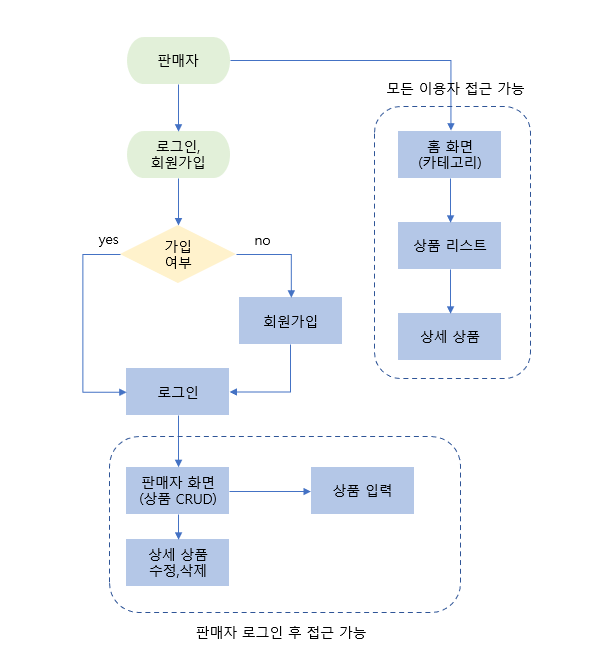 판매자
모든 이용자 접근 가능
로그인,
회원가입
홈 화면
(카테고리)
yes
no
가입
여부
상품 리스트
회원가입
상세 상품
로그인
판매자 화면
(상품 CRUD)
상품 입력
상세 상품
수정,삭제
판매자 로그인 후 접근 가능